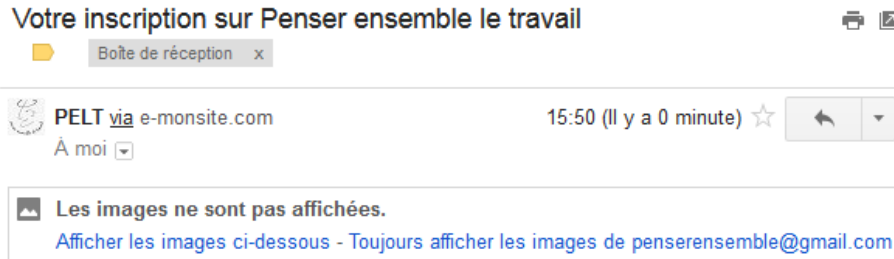 Votre inscription sur Penser ensemble le travail
Boîte de réception x
PELT via e-monsite.com 15:50 (Il y a 0 minute)
À moi
Les images ne sont pas affichées.
Afficher les images ci-dessous - Toujours afficher les images de penserensemble@gmail.com